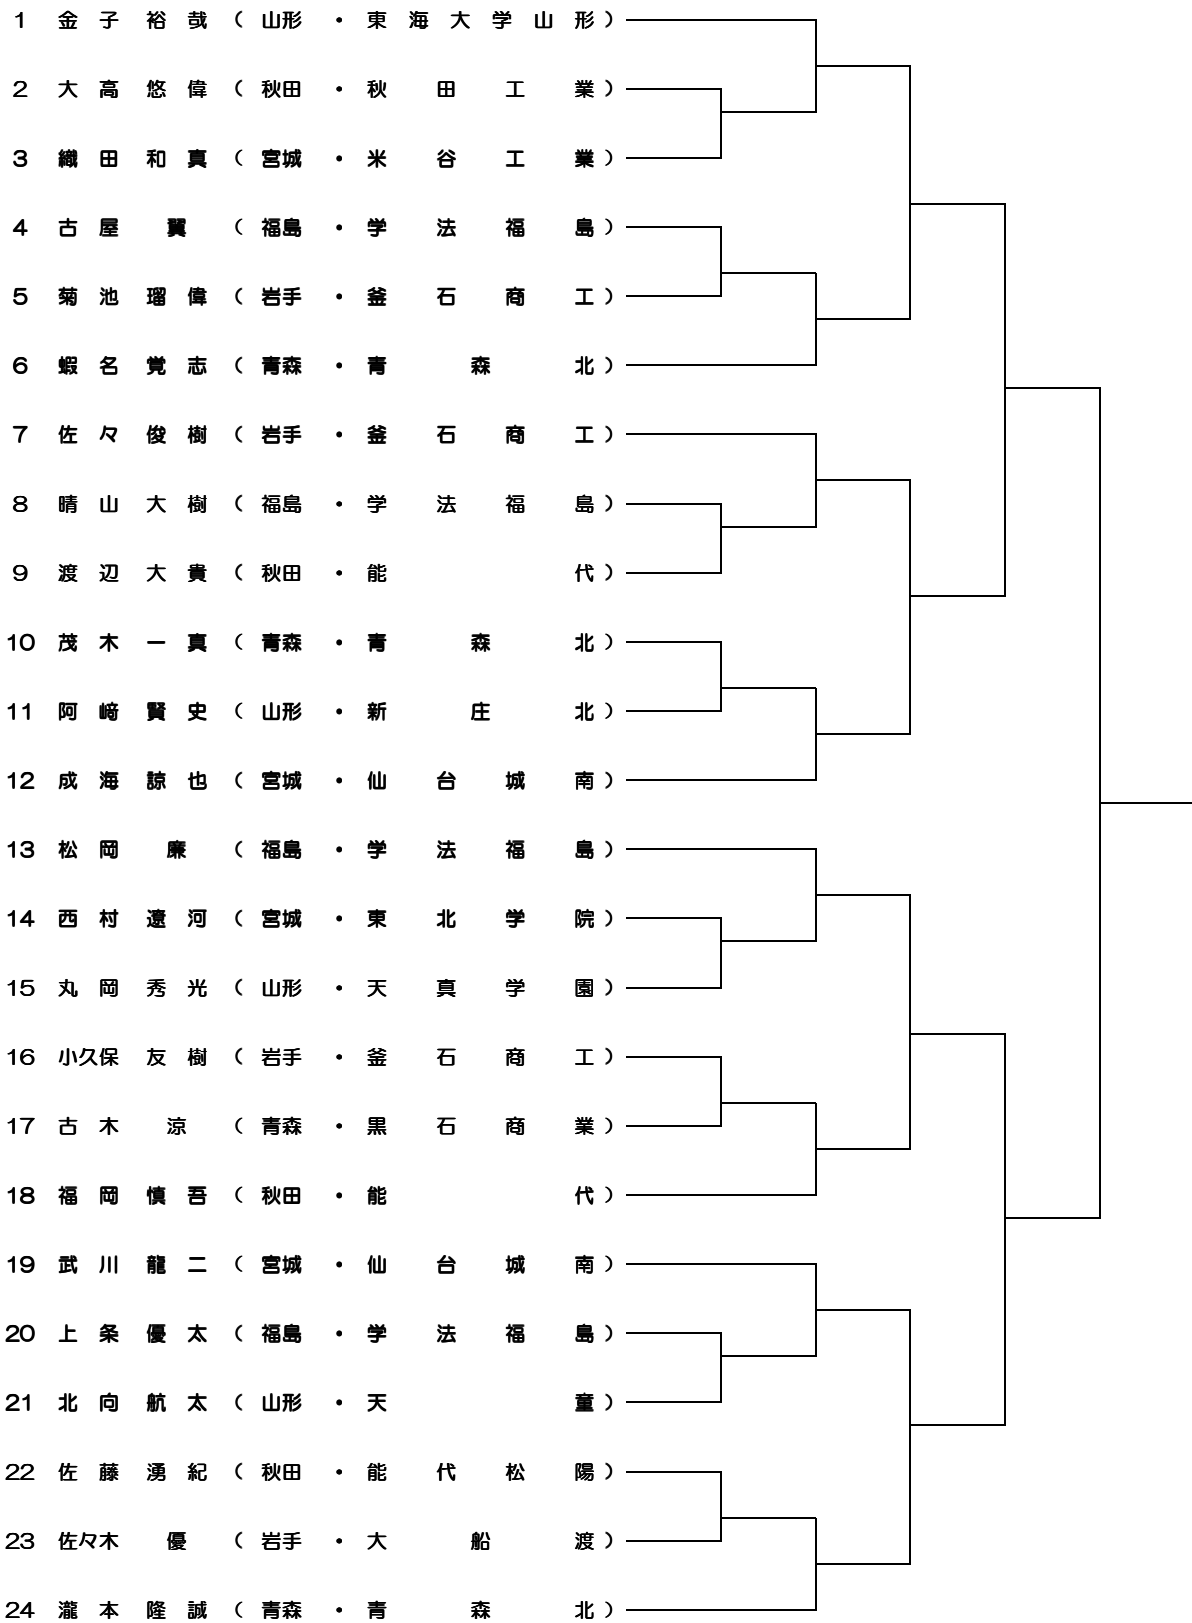 1 金子裕哉（山形・東海大学山形）
2 大高悠偉（秋田・秋田工業）
3 織田和真（宮城・米谷工業）
4 古屋翼（福島・学法福島）
5 菊池瑠偉（岩手・釜石商工）
6 蝦名覚志（青森・青森北）
7 佐々俊樹（岩手・釜石商工）
8 晴山大樹（福島・学法福島）
9 渡辺大貴（秋田・能代）
10 茂木一真（青森・青森北）
11 阿﨑賢史（山形・新庄北）
12 成海諒也（宮城・仙台城南）
13 松岡廉（福島・学法福島）
14 西村遼河（宮城・東北学院）
15 丸岡秀光（山形・天真学園）
16 小久保友樹（岩手・釜石商工）
17 古木涼（青森・黒石商業）
18 福岡慎吾（秋田・能代）
19 武川龍二（宮城・仙台城南）
20 上条優太（福島・学法福島）
21 北向航太（山形・天童）
22 佐藤湧紀（秋田・能代松陽）
23 佐々木優（岩手・大船渡）
24 瀧本隆誠（青森・青森北）